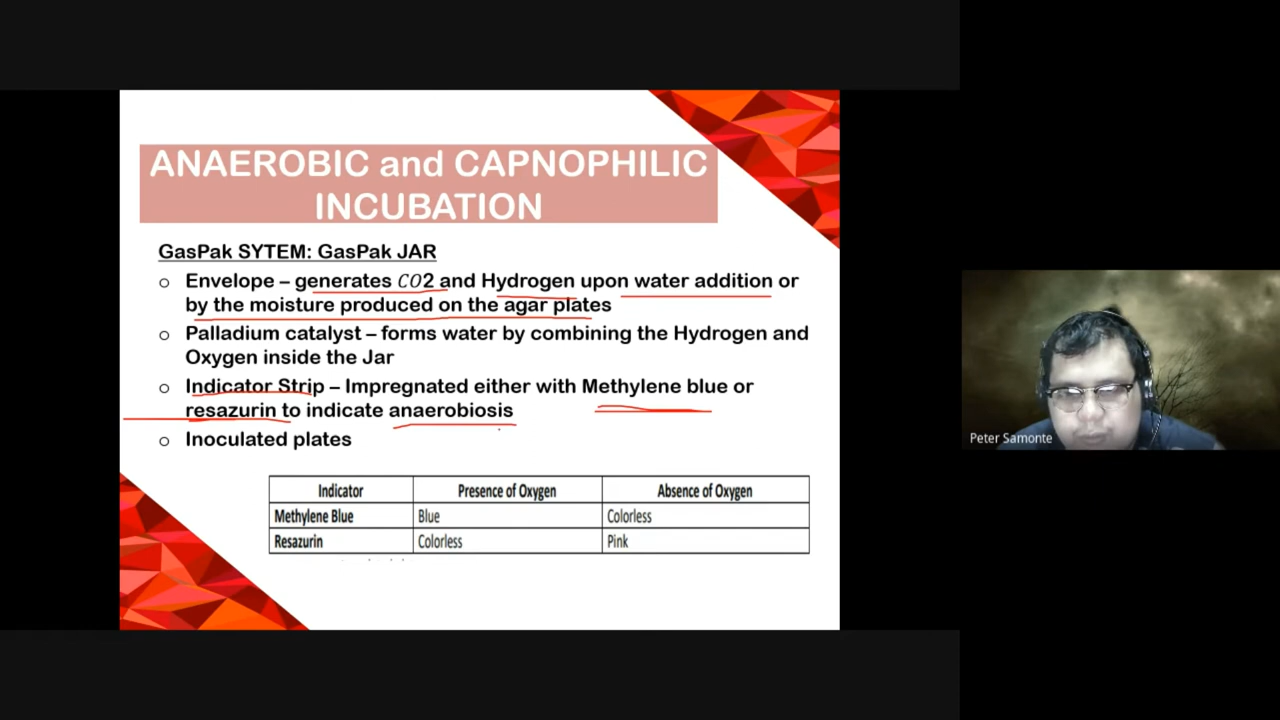 ANAEROBIC and CAPNOPHILIC
INCUBATION
GasPak SYTEM: GasPak JAR
o Envelope – generates CO2 and Hydrogen upon water addition or
by the moisture produced on the agar plates
o Palladium catalyst – forms water by combining the Hydrogen and
Oxygen inside the Jar
o Indicator Strip – Impregnated either with Methylene blue or
resazurin to indicate anaerobiosis
o Inoculated plates
Indicator Presence of Oxygen Absence of Oxygen
Methylene Blue Blue Colorless
Resazurin Colorless Pink
Peter Samonte